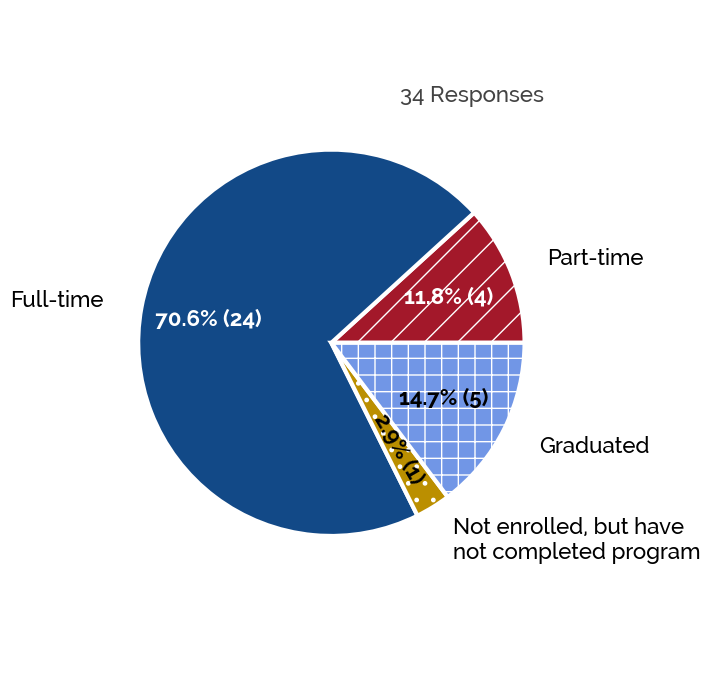 34 Responses
Part-time
11.8% (4)
Full-time
70.6% (24)
14.7% (5)
2.9% (1)
Graduated
Not enrolled, but have
not completed program